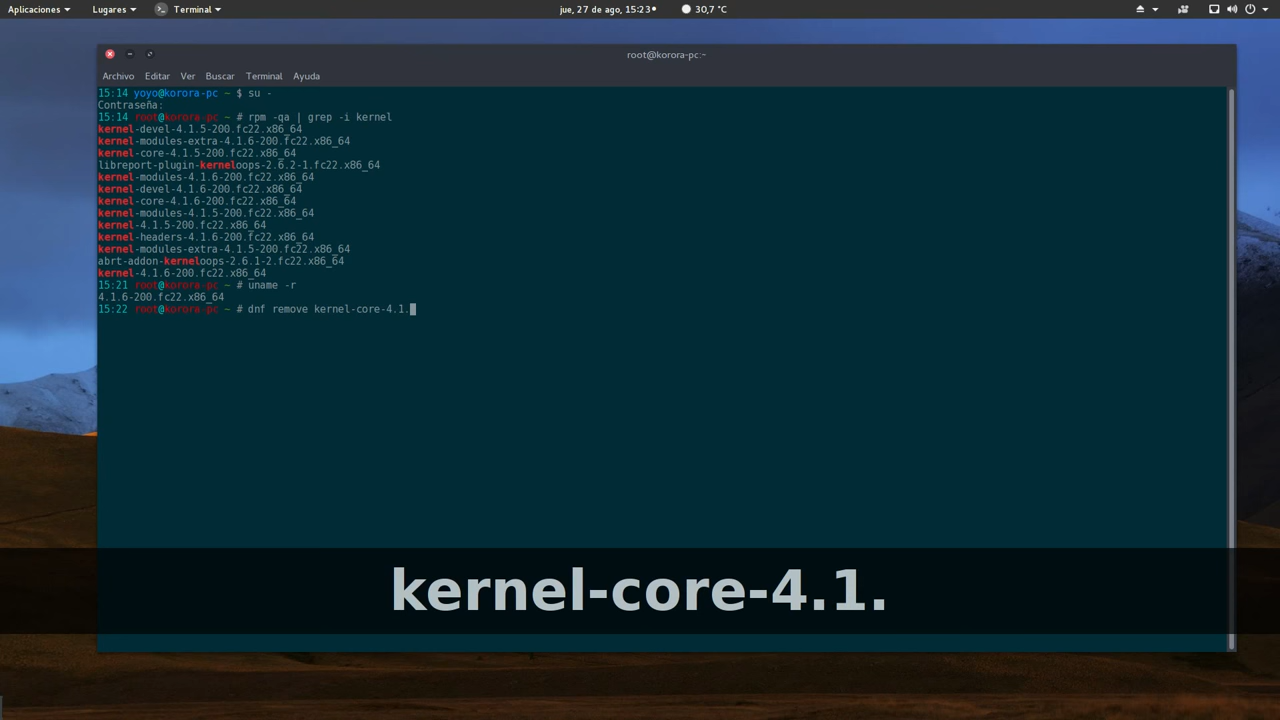 Aplicaciones Lugares Terminal jue, 27 de ago, 15:23 30,7 °C
root@korora-pc:~
Archivo Editar Ver Buscar Terminal Ayuda
15:14 yoyo@korora-pc ~ $ su -
Contraseña:
15:14 root@korora-pc ~ # rpm -qa | grep -i kernel
kernel-devel-4.1.5-200.fc22.x86_64
kernel-modules-extra-4.1.6-200.fc22.x86_64
kernel-core-4.1.5-200.fc22.x86_64
libreport-plugin-kerneloops-2.6.2-1.fc22.x86_64
kernel-modules-4.1.6-200.fc22.x86_64
kernel-devel-4.1.6-200.fc22.x86_64
kernel-core-4.1.6-200.fc22.x86_64
kernel-modules-4.1.5-200.fc22.x86_64
kernel-4.1.5-200.fc22.x86_64
kernel-headers-4.1.6-200.fc22.x86_64
kernel-modules-extra-4.1.5-200.fc22.x86_64
abrt-addon-kerneloops-2.6.1-2.fc22.x86_64
kernel-4.1.6-200.fc22.x86_64
15:21 root@korora-pc ~ # uname -r
4.1.6-200.fc22.x86_64
15:22 root@korora-pc ~ # dnf remove kernel-core-4.1.
kernel-core-4.1.